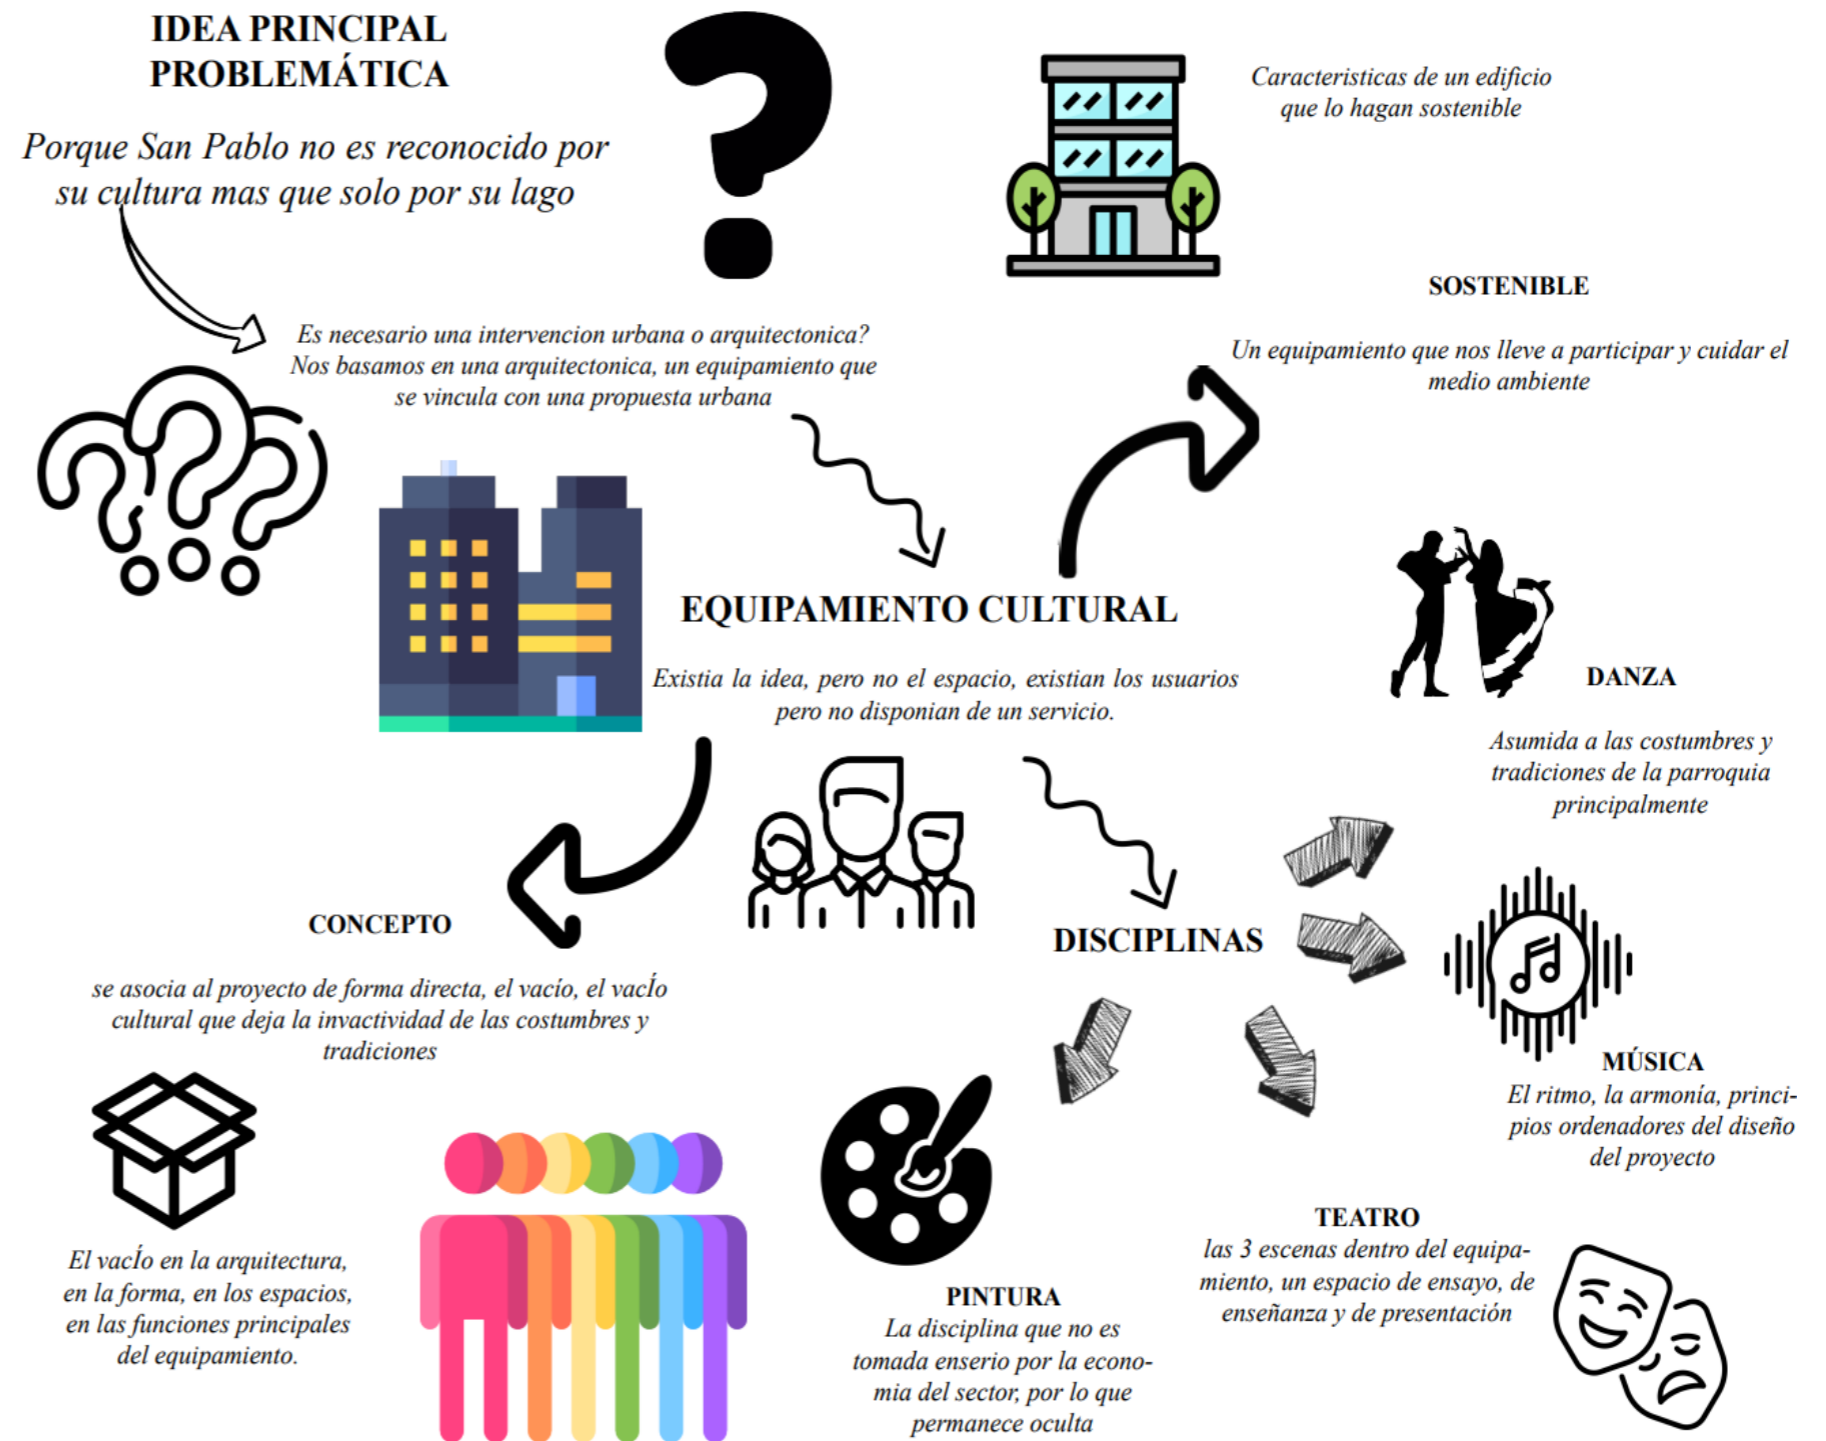 IDEA PRINCIPAL
PROBLEMÁTICA
Porque San Pablo no es reconocido por
su cultura mas que solo por su lago
Caracteristicas de un edificio
que lo hagan sostenible
SOSTENIBLE
Un equipamiento que nos lleve a participar y cuidar el
medio ambiente
Es necesario una intervencion urbana o arquitectonica?
Nos basamos en una arquitectonica, un equipamiento que
se vincula con una propuesta urbana
EQUIPAMIENTO CULTURAL
Existia la idea, pero no el espacio, existian los usuarios
pero no disponian de un servicio.
DANZA
Asumida a las costumbres y
tradiciones de la parroquia
principalmente
CONCEPTO
se asocia al proyecto de forma directa, el vacío, el vacÍo
cultural que deja la invactividad de las costumbres y
tradiciones
El vacÍo en la arquitectura,
en la forma, en los espacios,
en las funciones principales
del equipamiento.
DISCIPLINAS
MÚSICA
El ritmo, la armonía, princi-
pios ordenadores del diseño
del proyecto
TEATRO
las 3 escenas dentro del equipa-
miento, un espacio de ensayo, de
enseñanza y de presentación
PINTURA
La disciplina que no es
tomada enserio por la econo-
mia del sector, por lo que
permanece oculta